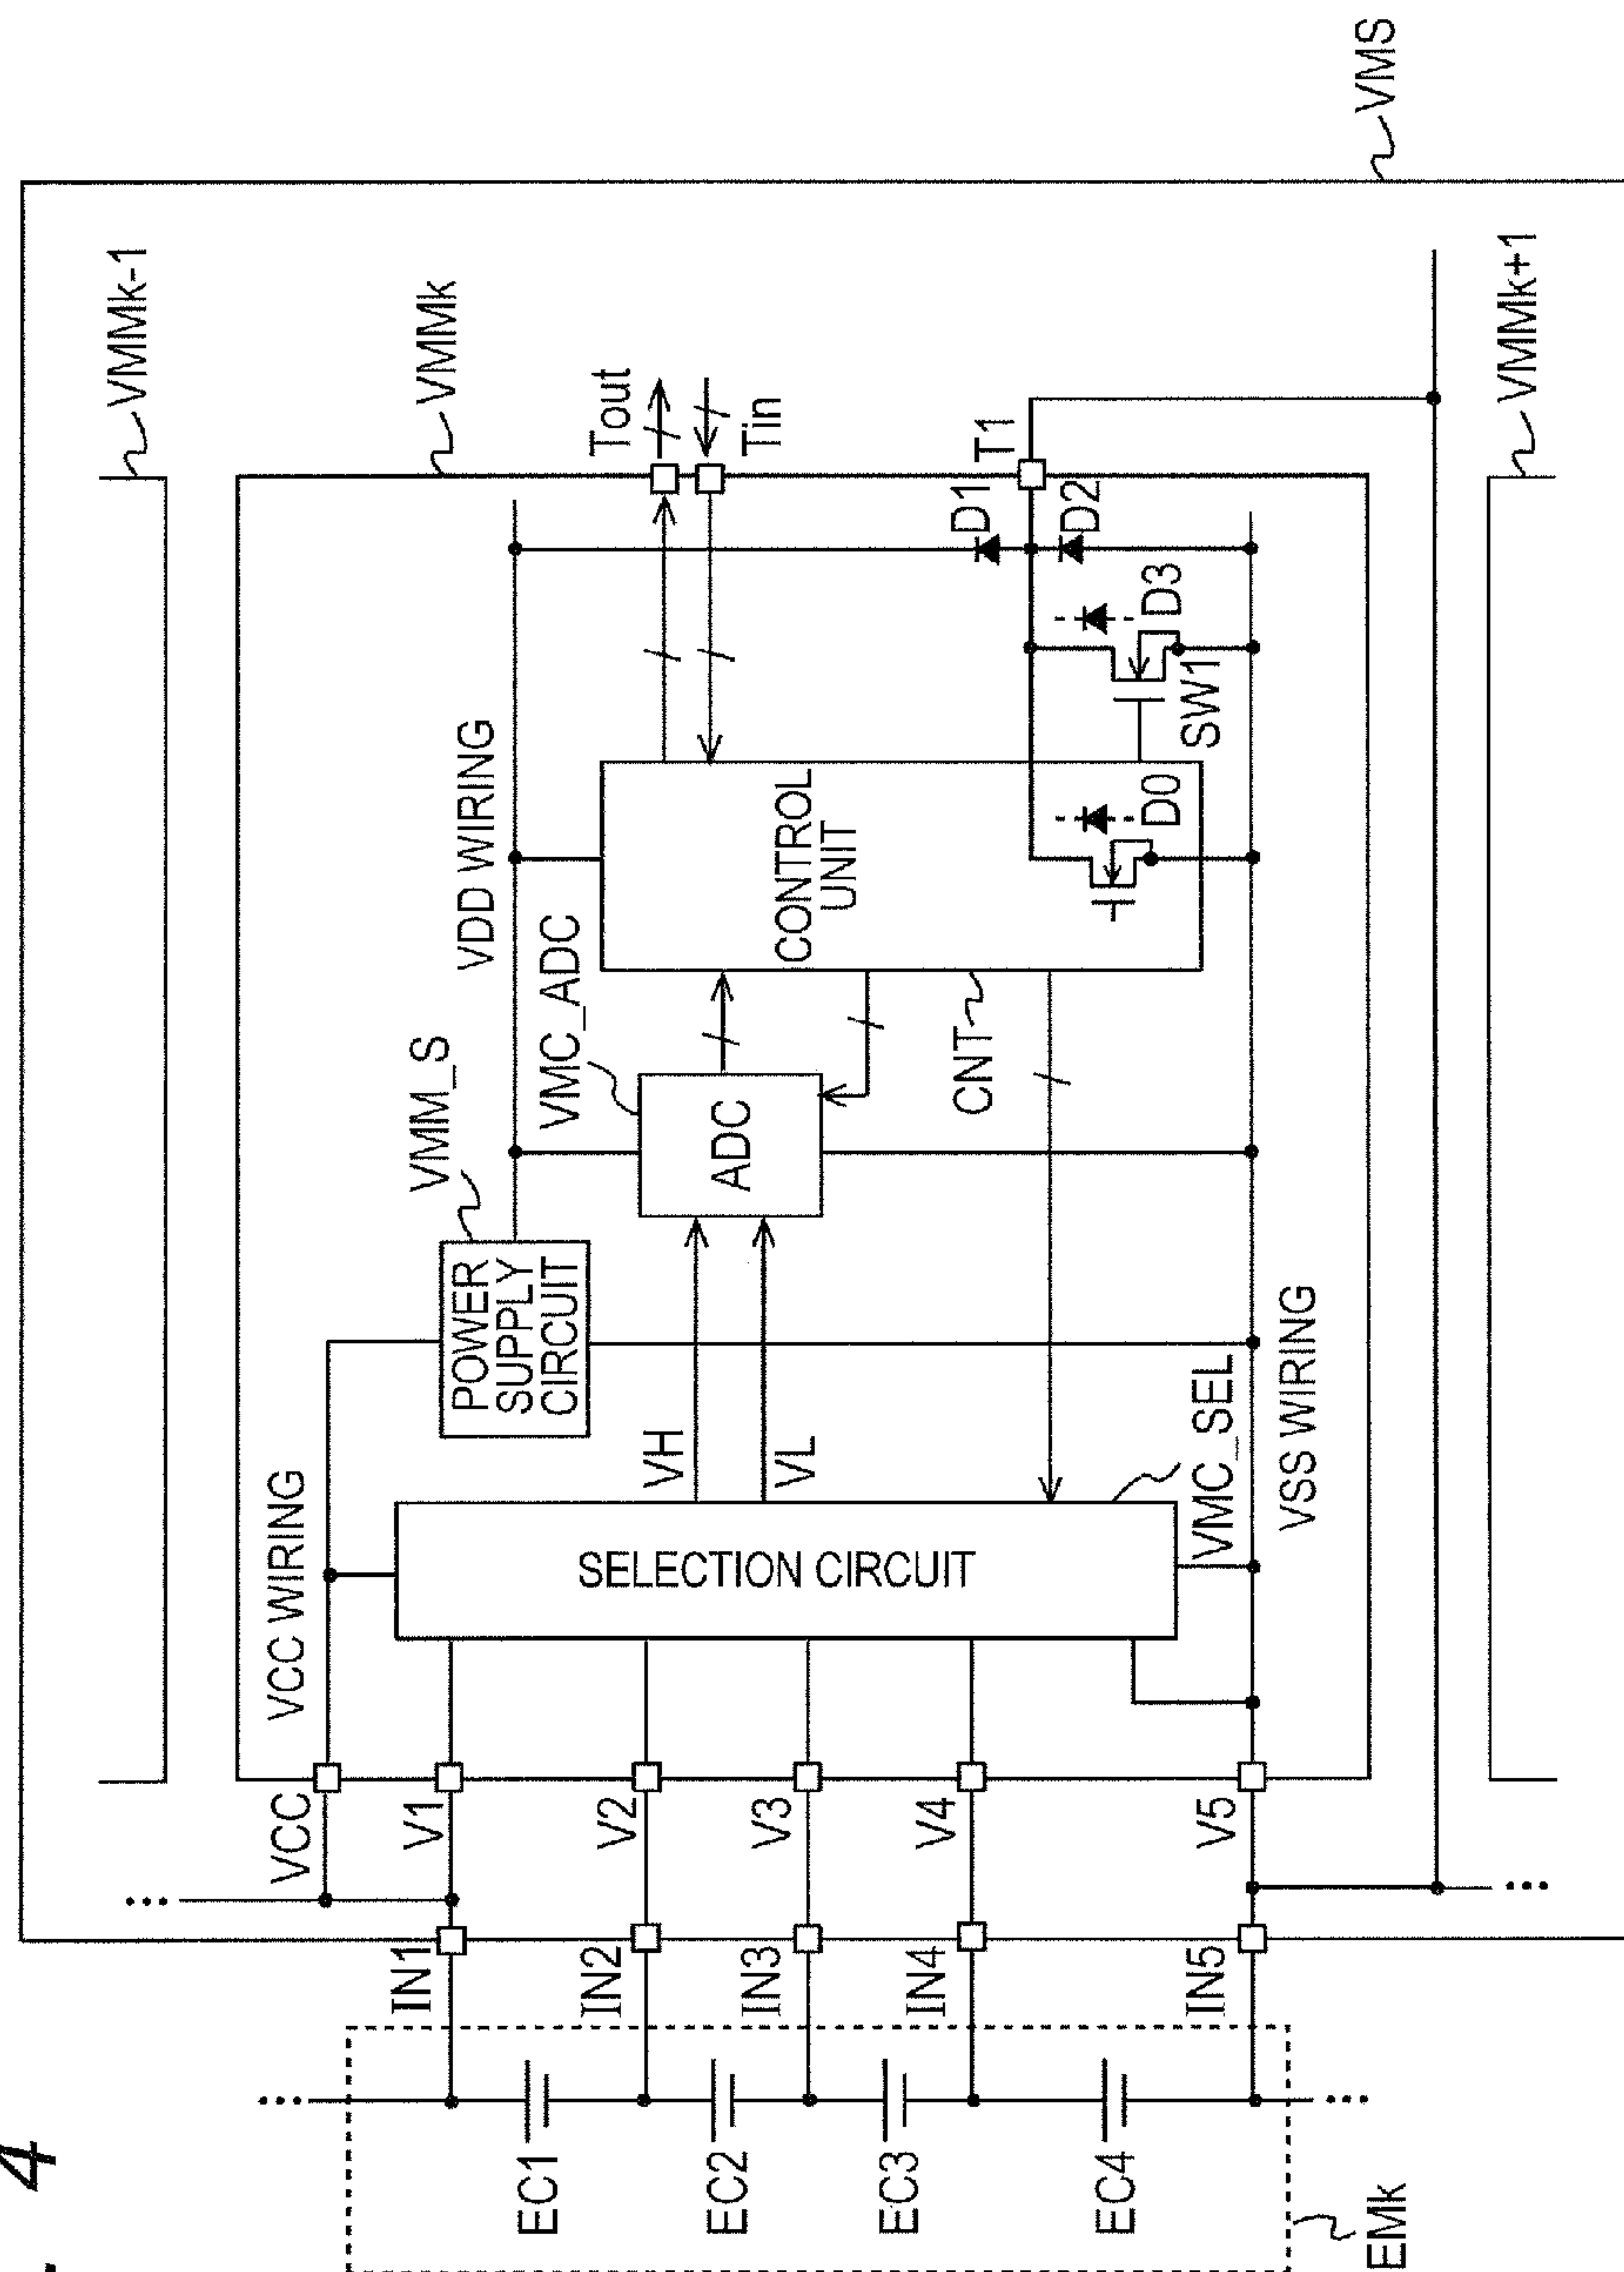 4
VMS
VMMk-1
VMMk
VMMk+1
Tout
Tin
T1
D1
D2
D3
SW1
D0
VDD WIRING
CONTROL
UNIT
CNT
VMC_ADC
ADC
VMM_S
POWER
SUPPLY
CIRCUIT
VH
VL
VMC_SEL
VSS WIRING
VCC WIRING
SELECTION CIRCUIT
VCC
V1
V2
V3
V4
V5
IN1
IN2
IN3
IN4
IN5
EC1
EC2
EC3
EC4
EMk